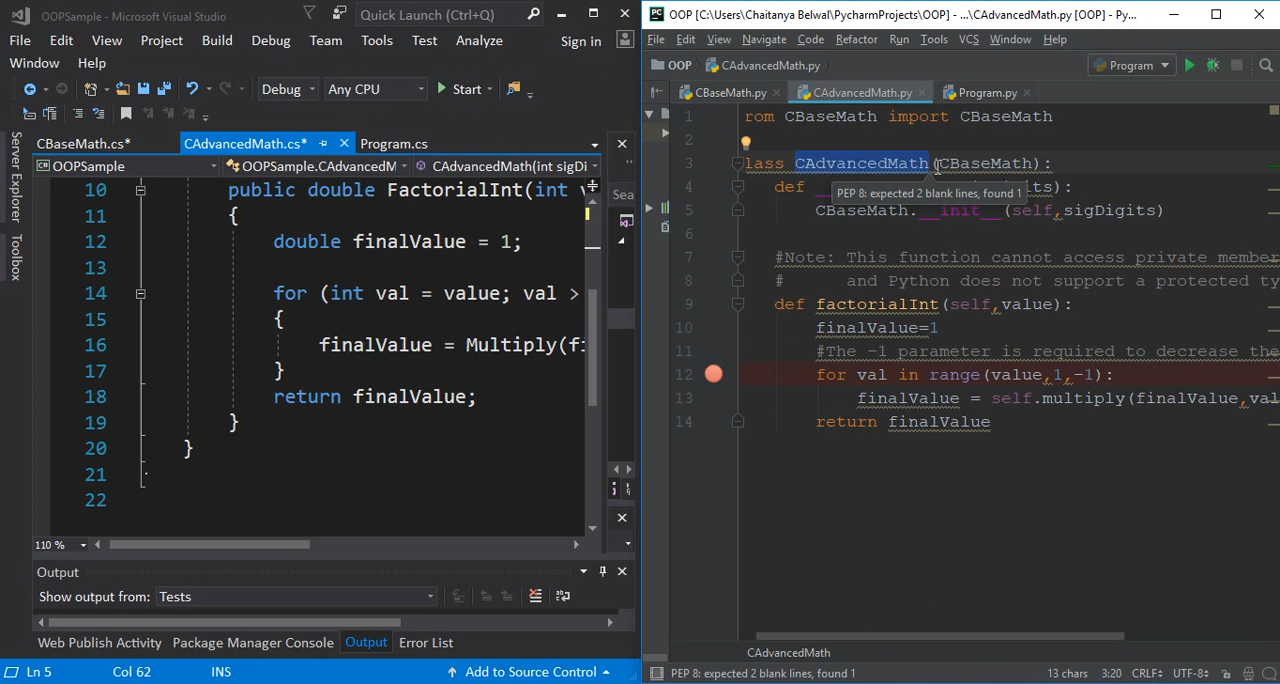 OOPSample - Microsoft Visual Studio
Quick Launch (Ctrl+Q)
File Edit View Project Build Debug Team Tools Test Analyze
Sign in
Window Help
Debug Any CPU Start
CBaseMath.cs* CAdvancedMath.cs* Program.cs
OOPSample OOPSample.CAdvancedM CAdvancedMath(int sigDi
Server Explorer
Toolbox
10 public double FactorialInt(int v
11 {
12 double finalValue = 1;
13
14 for (int val = value; val >
15 {
16 finalValue = Multiply(fi
17 }
18 return finalValue;
19 }
20 }
21
22
Sea
110 %
Output
Show output from: Tests
Web Publish Activity Package Manager Console Output Error List
Ln 5 Col 62 INS Add to Source Control
PC OOP [C:\Users\Chaitanya Belwal\PycharmProjects\OOP] - ...\CAdvancedMath.py [OOP] - Py...
File Edit View Navigate Code Refactor Run Tools VCS Window Help
OOP CAdvancedMath.py
Program
CBaseMath.py CAdvancedMath.py Program.py
1 rom CBaseMath import CBaseMath
2
3 lass CAdvancedMath(CBaseMath):
4 def __ its):
PEP 8: expected 2 blank lines, found 1
5 CBaseMath.__init__(self,sigDigits)
6
7 #Note: This function cannot access private member
8 # and Python does not support a protected ty
9 def factorialInt(self,value):
10 finalValue=1
11 #The -1 parameter is required to decrease the
12 for val in range(value,1,-1):
13 finalValue = self.multiply(finalValue,val
14 return finalValue
CAdvancedMath
PEP 8: expected 2 blank lines, found 1 13 chars 3:20 CRLF UTF-8